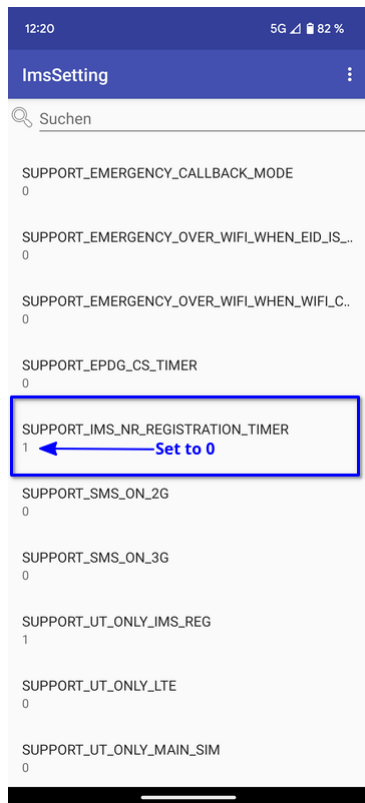 12:20 5G 82 %
ImsSetting
Suchen
SUPPORT_EMERGENCY_CALLBACK_MODE
0
SUPPORT_EMERGENCY_OVER_WIFI_WHEN_EID_IS_..
0
SUPPORT_EMERGENCY_OVER_WIFI_WHEN_WIFI_C..
0
SUPPORT_EPDG_CS_TIMER
0
SUPPORT_IMS_NR_REGISTRATION_TIMER
1 Set to 0
SUPPORT_SMS_ON_2G
0
SUPPORT_SMS_ON_3G
0
SUPPORT_UT_ONLY_IMS_REG
1
SUPPORT_UT_ONLY_LTE
0
SUPPORT_UT_ONLY_MAIN_SIM
0